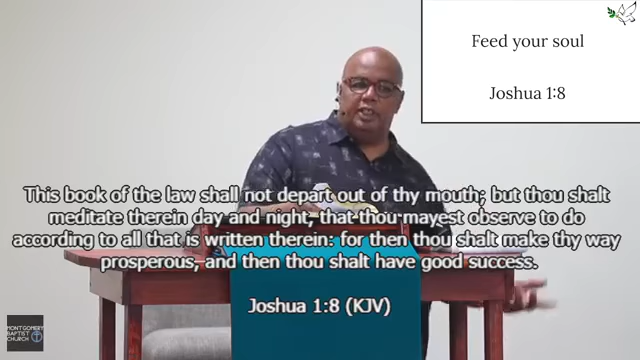 Feed your soul
Joshua 1:8
This book of the law shall not depart out of thy mouth; but thou shalt
meditate therein day and night, that thou mayest observe to do
according to all that is written therein: for then thou shalt make thy way
prosperous, and then thou shalt have good success.
Joshua 1:8 (KJV)
MONTGOMERY
BAPTIST
CHURCH